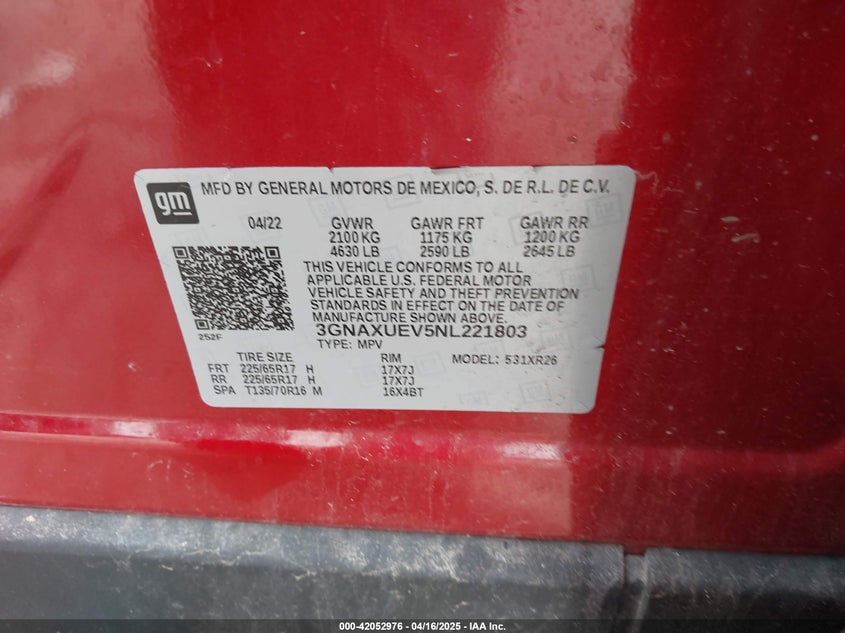 gm
MFD BY GENERAL MOTORS DE MEXICO, S. DE R.L. DE C.V.
04/22 GVWR GAWR FRT GAWR RR
2100 KG 1175 KG 1200 KG
4630 LB 2590 LB 2645 LB
THIS VEHICLE CONFORMS TO ALL
APPLICABLE U.S. FEDERAL MOTOR
VEHICLE SAFETY AND THEFT PREVENTION
STANDARDS IN EFFECT ON THE DATE OF
MANUFACTURE SHOWN ABOVE.
252F
3GNAXUEV5NL221803
TYPE: MPV MODEL: 531XR26
TIRE SIZE RIM
FRT 225/65R17 H 17X7J
RR 225/65R17 H 17X7J
SPA T135/70R16 M 16X4BT
000-42052976 - 04/16/2025 - IAA Inc.